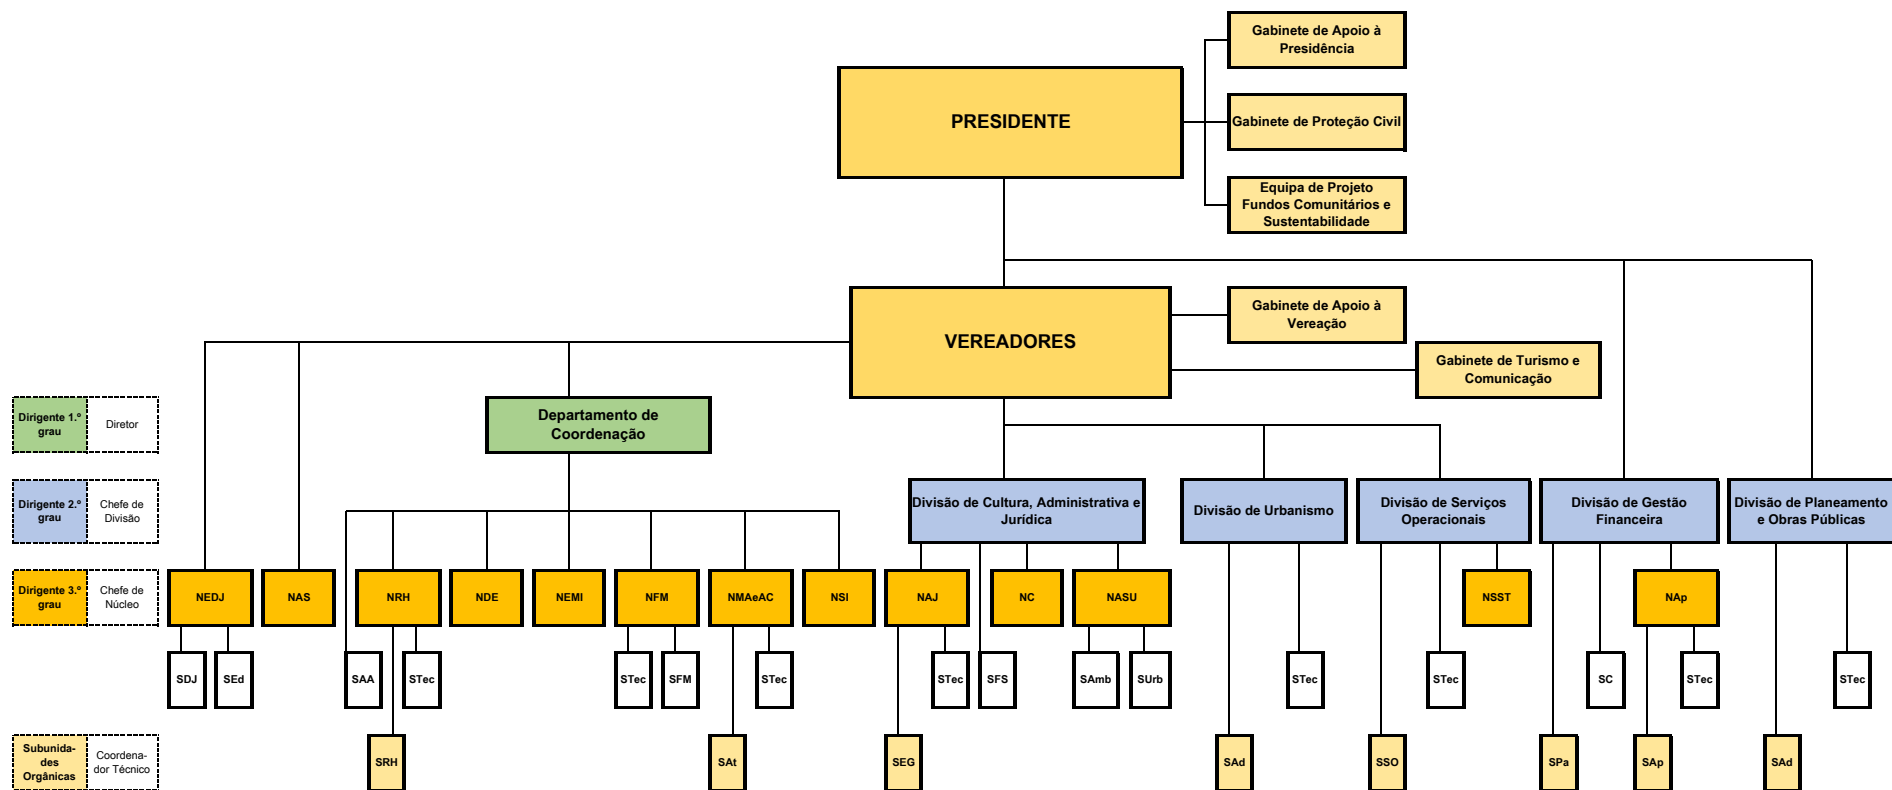 Gabinete de Apoio à
Presidência
PRESIDENTE
Gabinete de Proteção Civil
Equipa de Projeto
Fundos Comunitários e
Sustentabilidade
VEREADORES
Gabinete de Apoio à
Vereação
Gabinete de Turismo e
Comunicação
Dirigente 1.º
grau
Diretor
Departamento de
Coordenação
Dirigente 2.º
grau
Chefe de
Divisão
Divisão de Cultura, Administrativa e
Jurídica
Divisão de Urbanismo
Divisão de Serviços
Operacionais
Divisão de Gestão
Financeira
Divisão de Planeamento
e Obras Públicas
Dirigente 3.º
grau
Chefe de
Núcleo
NEDJ
NAS
NRH
NDE
NEMI
NFM
NMAeAC
NSI
NAJ
NC
NASU
NSST
NAp
SDJ
SEd
SAA
STec
STec
SFM
STec
STec
SFS
SAmb
SUrb
STec
STec
SC
STec
STec
Subunida-
des
Orgânicas
Coordena-
dor Técnico
SRH
SAt
SEG
SAd
SSO
SPa
SAp
SAd